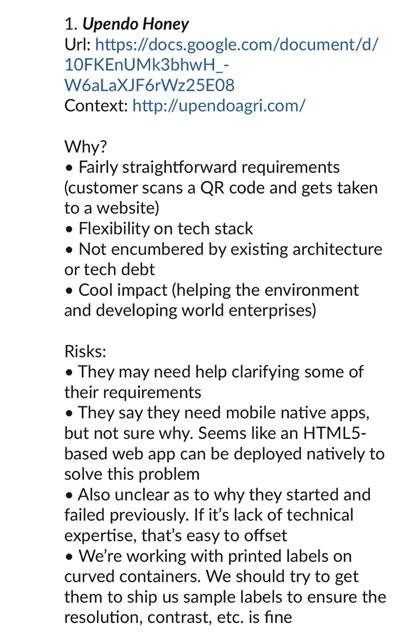 1. Upendo Honey
Url: https://docs.google.com/document/d/
10FKEnUMk3bhwH_-
W6aLaXJF6rWz25E08
Context: http://upendoagri.com/
Why?
• Fairly straightforward requirements
(customer scans a QR code and gets taken
to a website)
• Flexibility on tech stack
• Not encumbered by existing architecture
or tech debt
• Cool impact (helping the environment
and developing world enterprises)
Risks:
• They may need help clarifying some of
their requirements
• They say they need mobile native apps,
but not sure why. Seems like an HTML5-
based web app can be deployed natively to
solve this problem
• Also unclear as to why they started and
failed previously. If it’s lack of technical
expertise, that’s easy to offset
• We’re working with printed labels on
curved containers. We should try to get
them to ship us sample labels to ensure the
resolution, contrast, etc. is fine